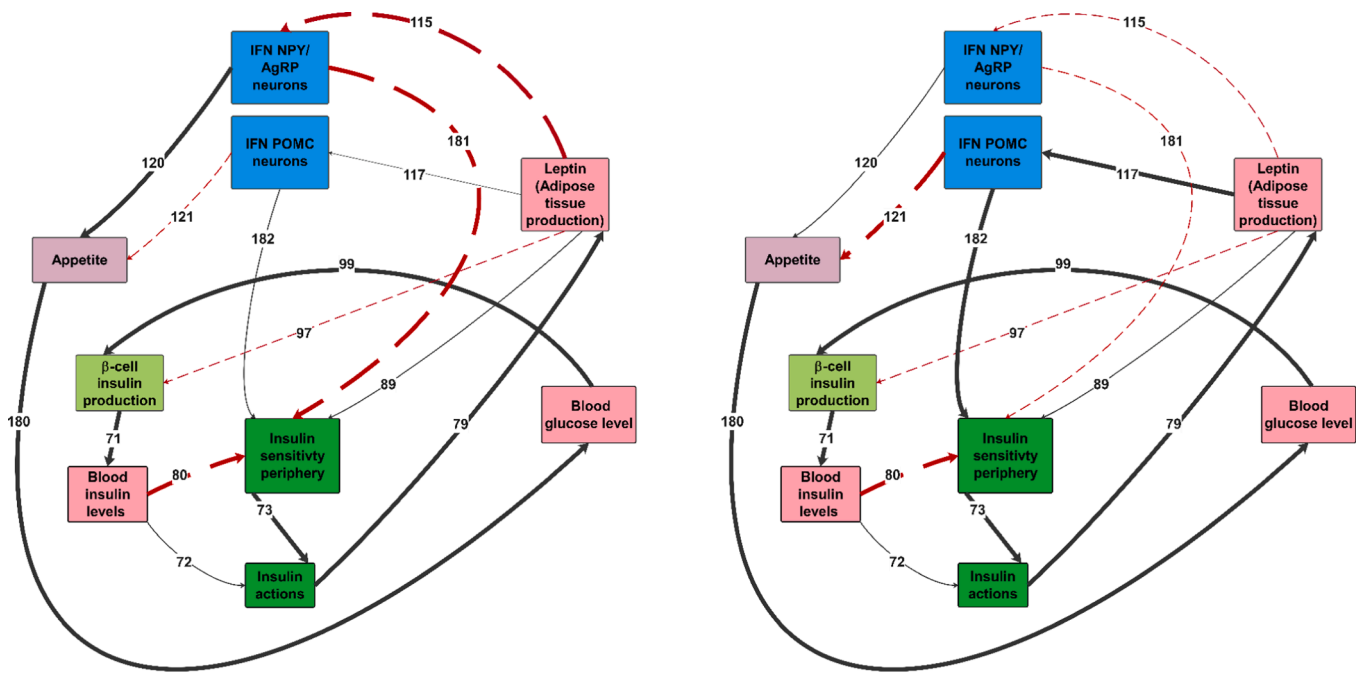 115
IFN NPY/
AgRP
neurons
120
181
IFN POMC
neurons
117
Leptin
(Adipose
tissue
production)
121
182
Appetite
99
97
β-cell
insulin
production
89
180
71
79
Blood
glucose level
Insulin
sensitivty
periphery
Blood
insulin
levels
80
73
72
Insulin
actions
115
IFN NPY/
AgRP
neurons
120
181
IFN POMC
neurons
117
Leptin
(Adipose
tissue
production)
121
182
Appetite
99
97
β-cell
insulin
production
89
180
71
79
Blood
glucose level
Insulin
sensitivty
periphery
Blood
insulin
levels
80
73
72
Insulin
actions